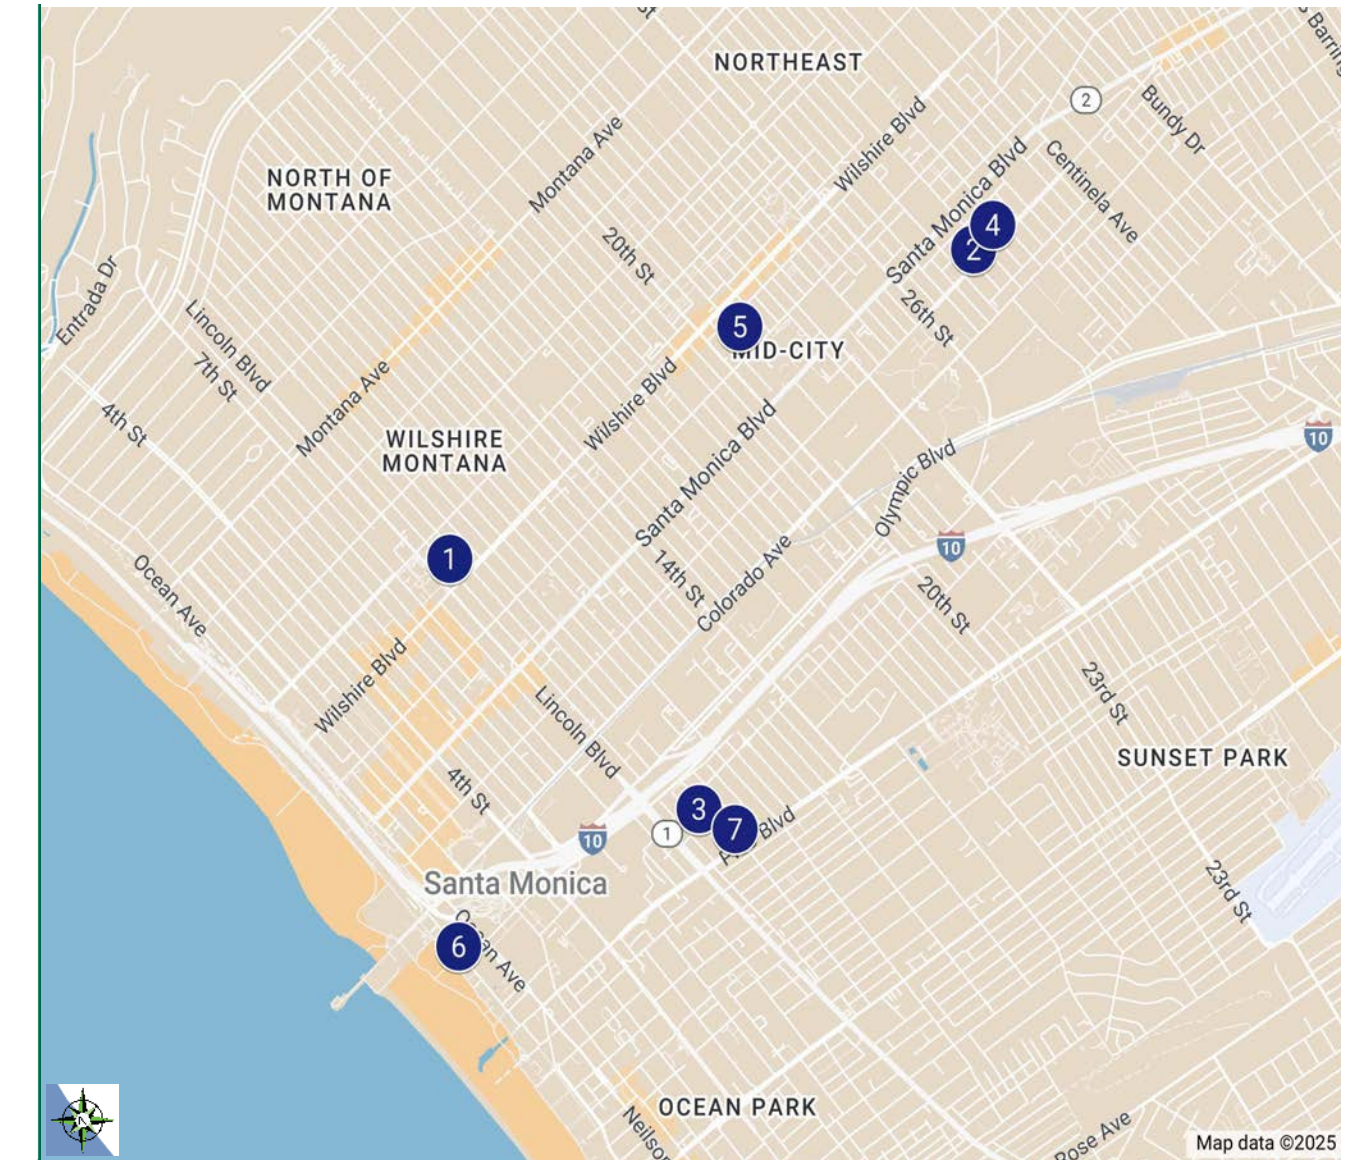 NORTHEAST
2
Bundy Dr
Wilshire Blvd
Montana Ave
Centinela Ave
NORTH OF
MONTANA
Santa Monica Blvd
4
2
20th St
Entrada Dr
26th St
Lincoln Blvd
5
MID-CITY
7th St
Montana Ave
Wilshire Blvd
4th St
WILSHIRE
MONTANA
10
Santa Monica Blvd
Olympic Blvd
10
1
14th St
Colorado Ave
Ocean Ave
20th St
Wilshire Blvd
23rd St
Lincoln Blvd
SUNSET PARK
4th St
3
7
1
10
Blvd
Santa Monica
23rd St
6
Ocean Ave
OCEAN PARK
Rose Ave
N
Map data ©2025